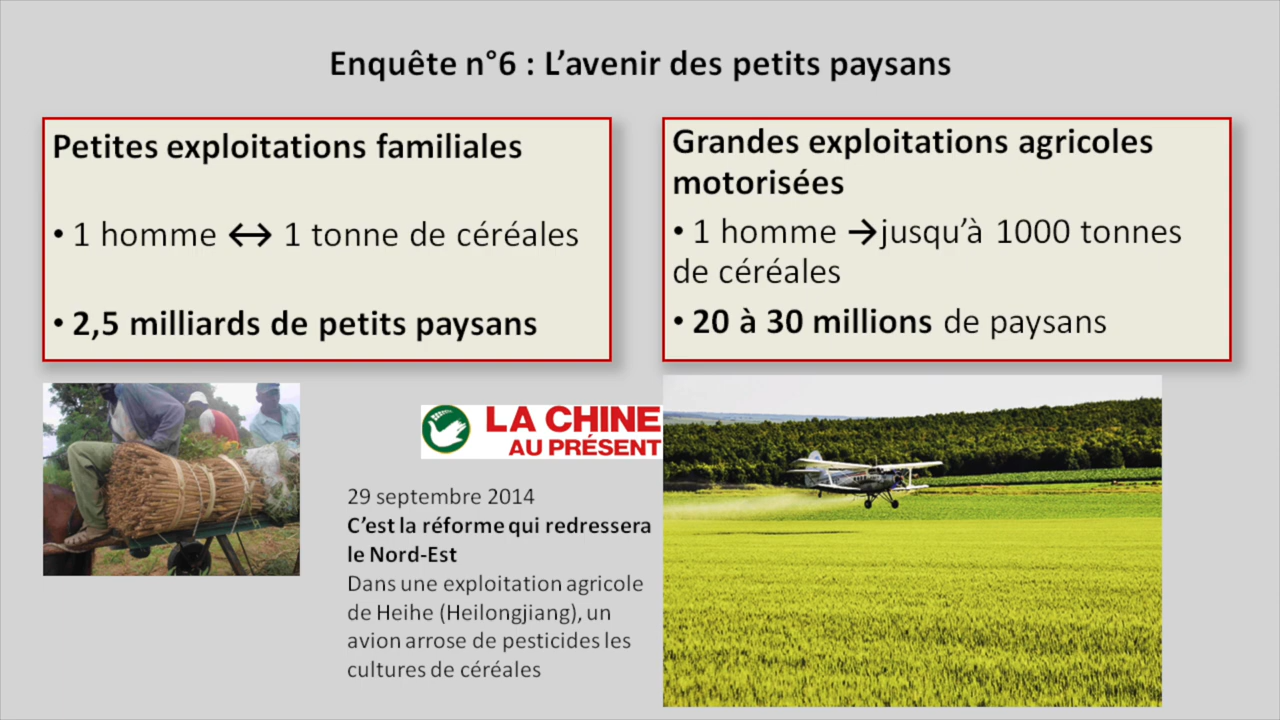 Enquête n°6 : L’avenir des petits paysans
Petites exploitations familiales
• 1 homme ↔ 1 tonne de céréales
• 2,5 milliards de petits paysans
Grandes exploitations agricoles
motorisées
• 1 homme →jusqu’à 1000 tonnes
de céréales
• 20 à 30 millions de paysans
LA CHINE
AU PRÉSENT
29 septembre 2014
C’est la réforme qui redressera
le Nord-Est
Dans une exploitation agricole
de Heihe (Heilongjiang), un
avion arrose de pesticides les
cultures de céréales